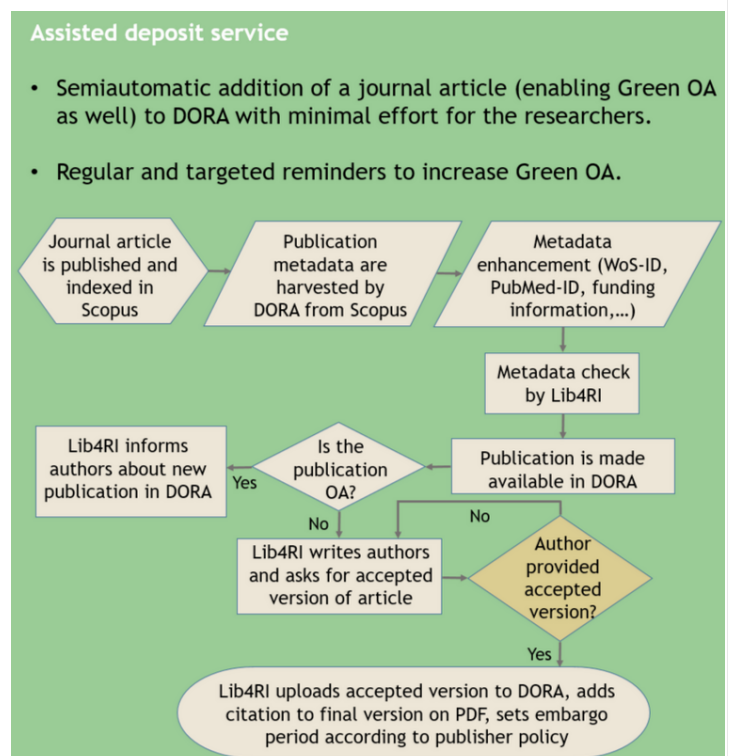 Assisted deposit service
• Semiautomatic addition of a journal article (enabling Green OA
as well) to DORA with minimal effort for the researchers.
• Regular and targeted reminders to increase Green OA.
Journal article
is published and
indexed in
Scopus
Publication
metadata are
harvested by
DORA from Scopus
Metadata
enhancement (WoS-ID,
PubMed-ID, funding
information,…)
Metadata check
by Lib4RI
Publication is made
available in DORA
Is the
publication
OA?
Yes
Lib4RI informs
authors about new
publication in DORA
No
Lib4RI writes authors
and asks for accepted
version of article
Author
provided
accepted
version?
No
Yes
Lib4RI uploads accepted version to DORA, adds
citation to final version on PDF, sets embargo
period according to publisher policy